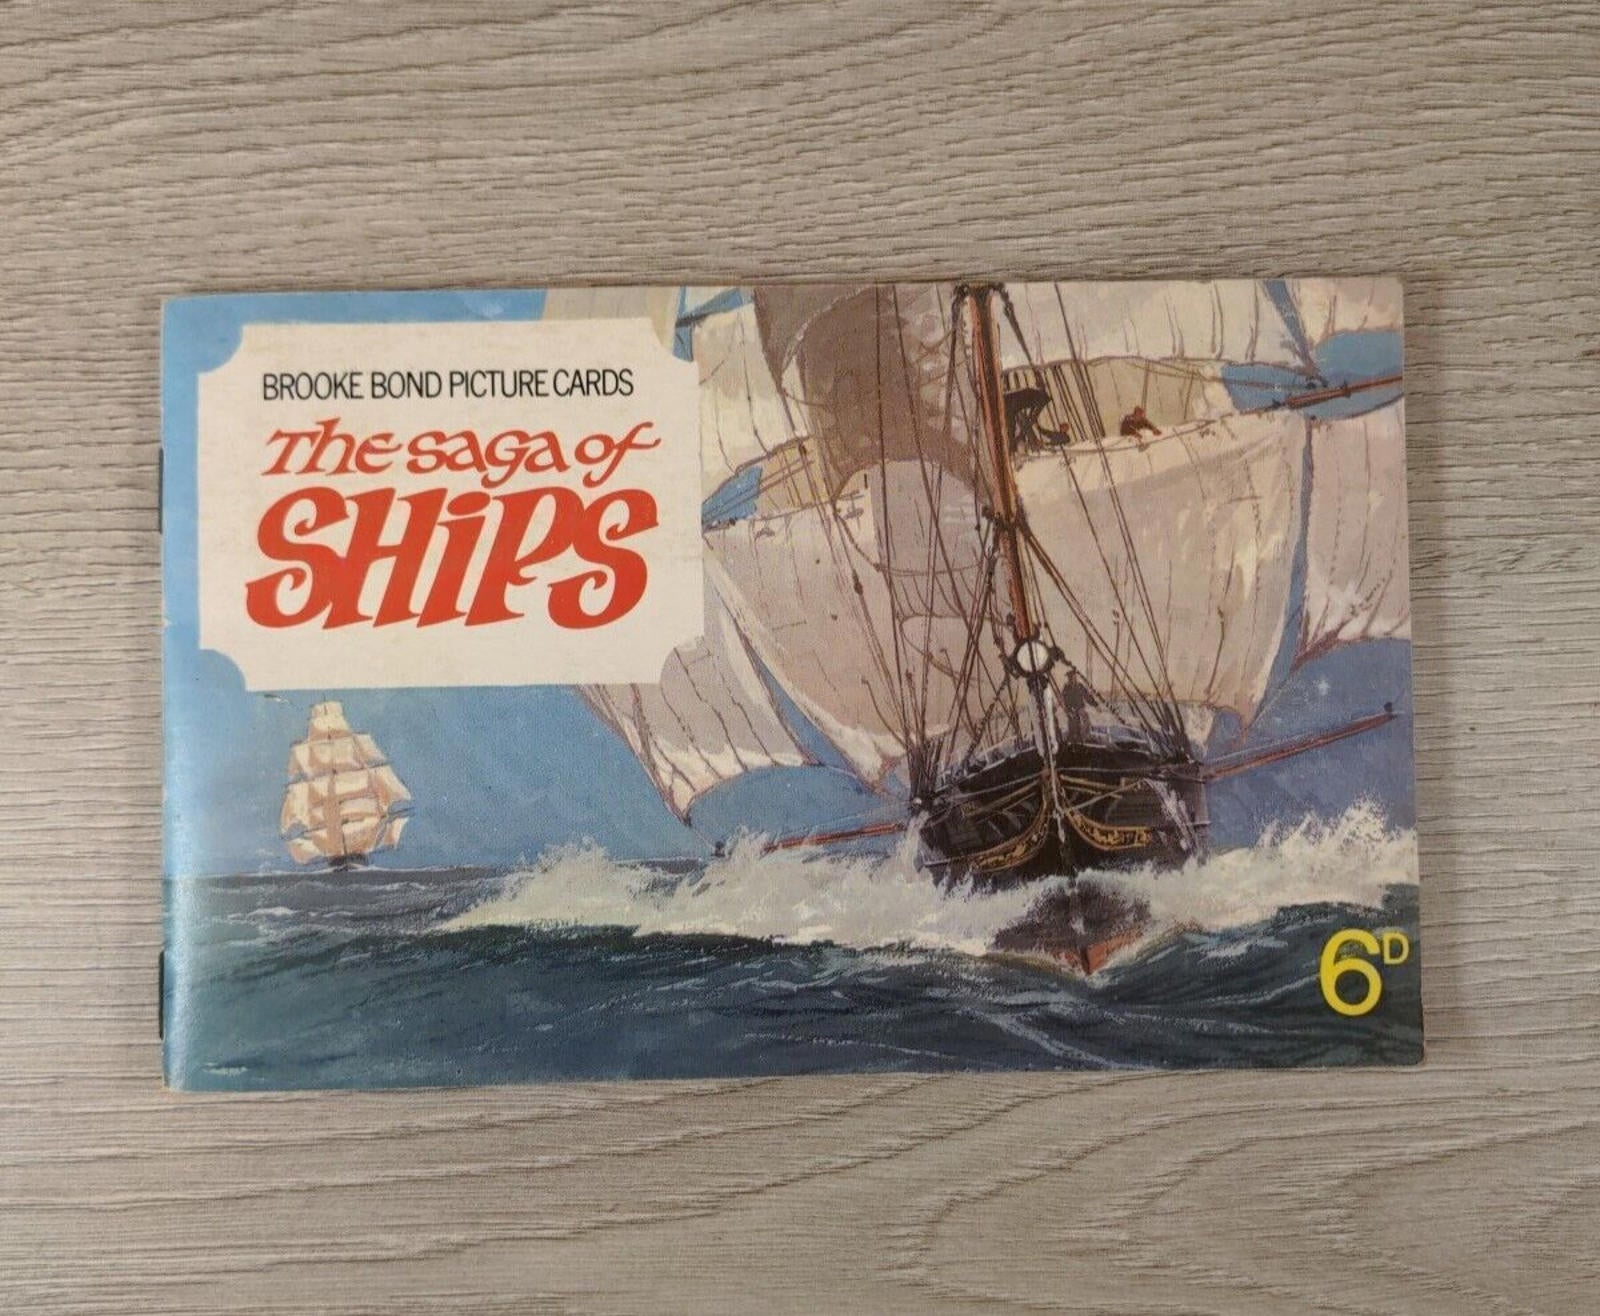 BROOKE BOND PICTURE CARDS
The saga of
SHiPS
6D